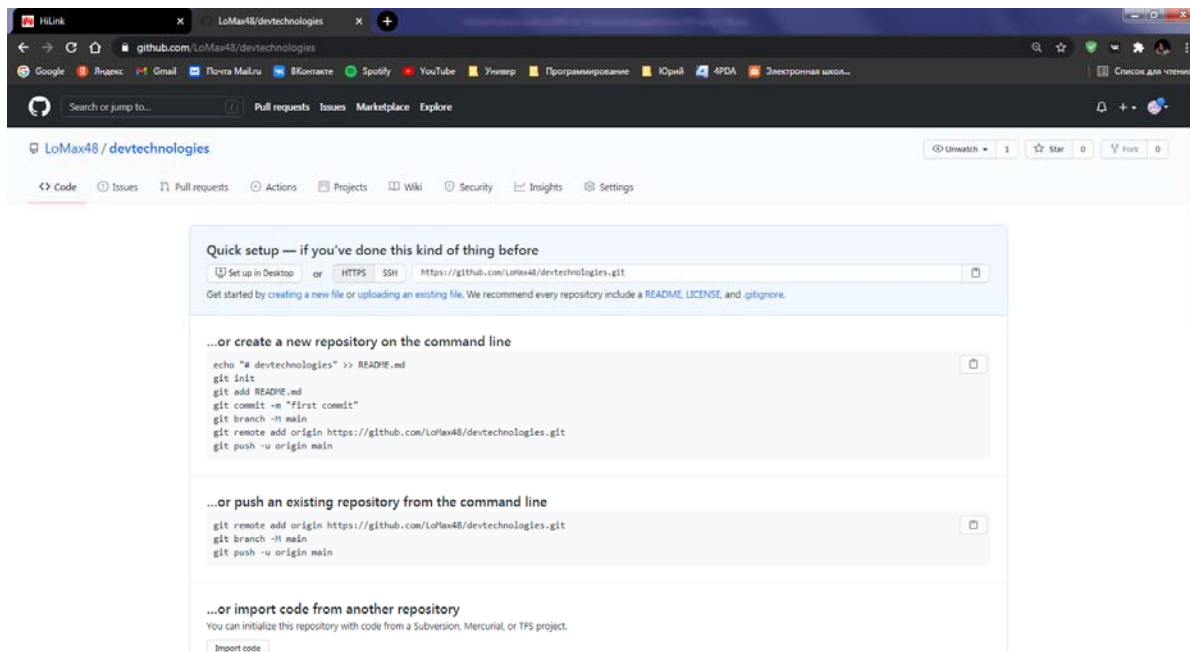 HiLink
LoMax48/devtechnologies
github.com/LoMax48/devtechnologies
Google Яндекс Gmail Почта Mail.ru ВКонтакте Spotify YouTube Универ Программирование Юрий 4PDA Электронная школ... Список для чтения
Search or jump to... / Pull requests Issues Marketplace Explore
LoMax48 / devtechnologies
Unwatch 1 Star 0 Fork 0
Code Issues Pull requests Actions Projects Wiki Security Insights Settings
Quick setup — if you've done this kind of thing before
Set up in Desktop or HTTPS SSH https://github.com/LoMax48/devtechnologies.git
Get started by creating a new file or uploading an existing file. We recommend every repository include a README, LICENSE, and .gitignore.
...or create a new repository on the command line
echo "# devtechnologies" >> README.md
git init
git add README.md
git commit -m "first commit"
git branch -M main
git remote add origin https://github.com/LoMax48/devtechnologies.git
git push -u origin main
...or push an existing repository from the command line
git remote add origin https://github.com/LoMax48/devtechnologies.git
git branch -M main
git push -u origin main
...or import code from another repository
You can initialize this repository with code from a Subversion, Mercurial, or TFS project.
Import code